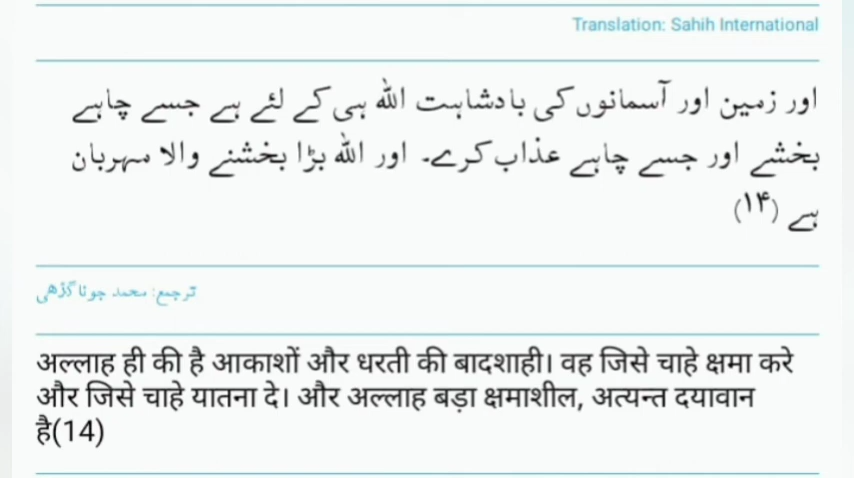 Translation: Sahih International
اور زمین اور آسمانوں کی بادشاہت اللہ ہی کے لئے ہے جسے چاہے
بخشے اور جسے چاہے عذاب کرے۔ اور اللہ بڑا بخشنے والا مہربان
ہے (۱۴)
ترجمہ: محمد جوناگڑھی
अल्लाह ही की है आकाशों और धरती की बादशाही। वह जिसे चाहे क्षमा करे
और जिसे चाहे यातना दे। और अल्लाह बड़ा क्षमाशील, अत्यन्त दयावान
है(14)